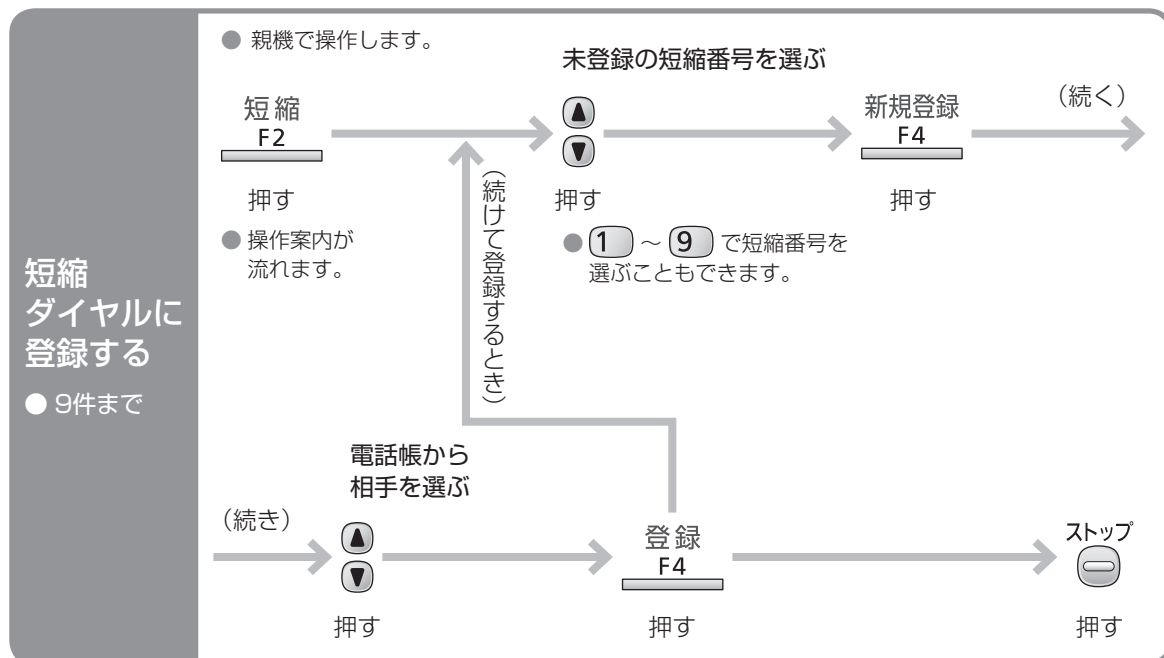 短縮
ダイヤルに
登録する
● 9件まで
● 親機で操作します。
短縮
F2
押す
● 操作案内が
流れます。
未登録の短縮番号を選ぶ
押す
● 1 ～ 9 で短縮番号を
選ぶこともできます。
新規登録
F4
押す
（続く）
（続けて登録するとき）
（続き）
電話帳から
相手を選ぶ
押す
登録
F4
押す
ストップ
押す